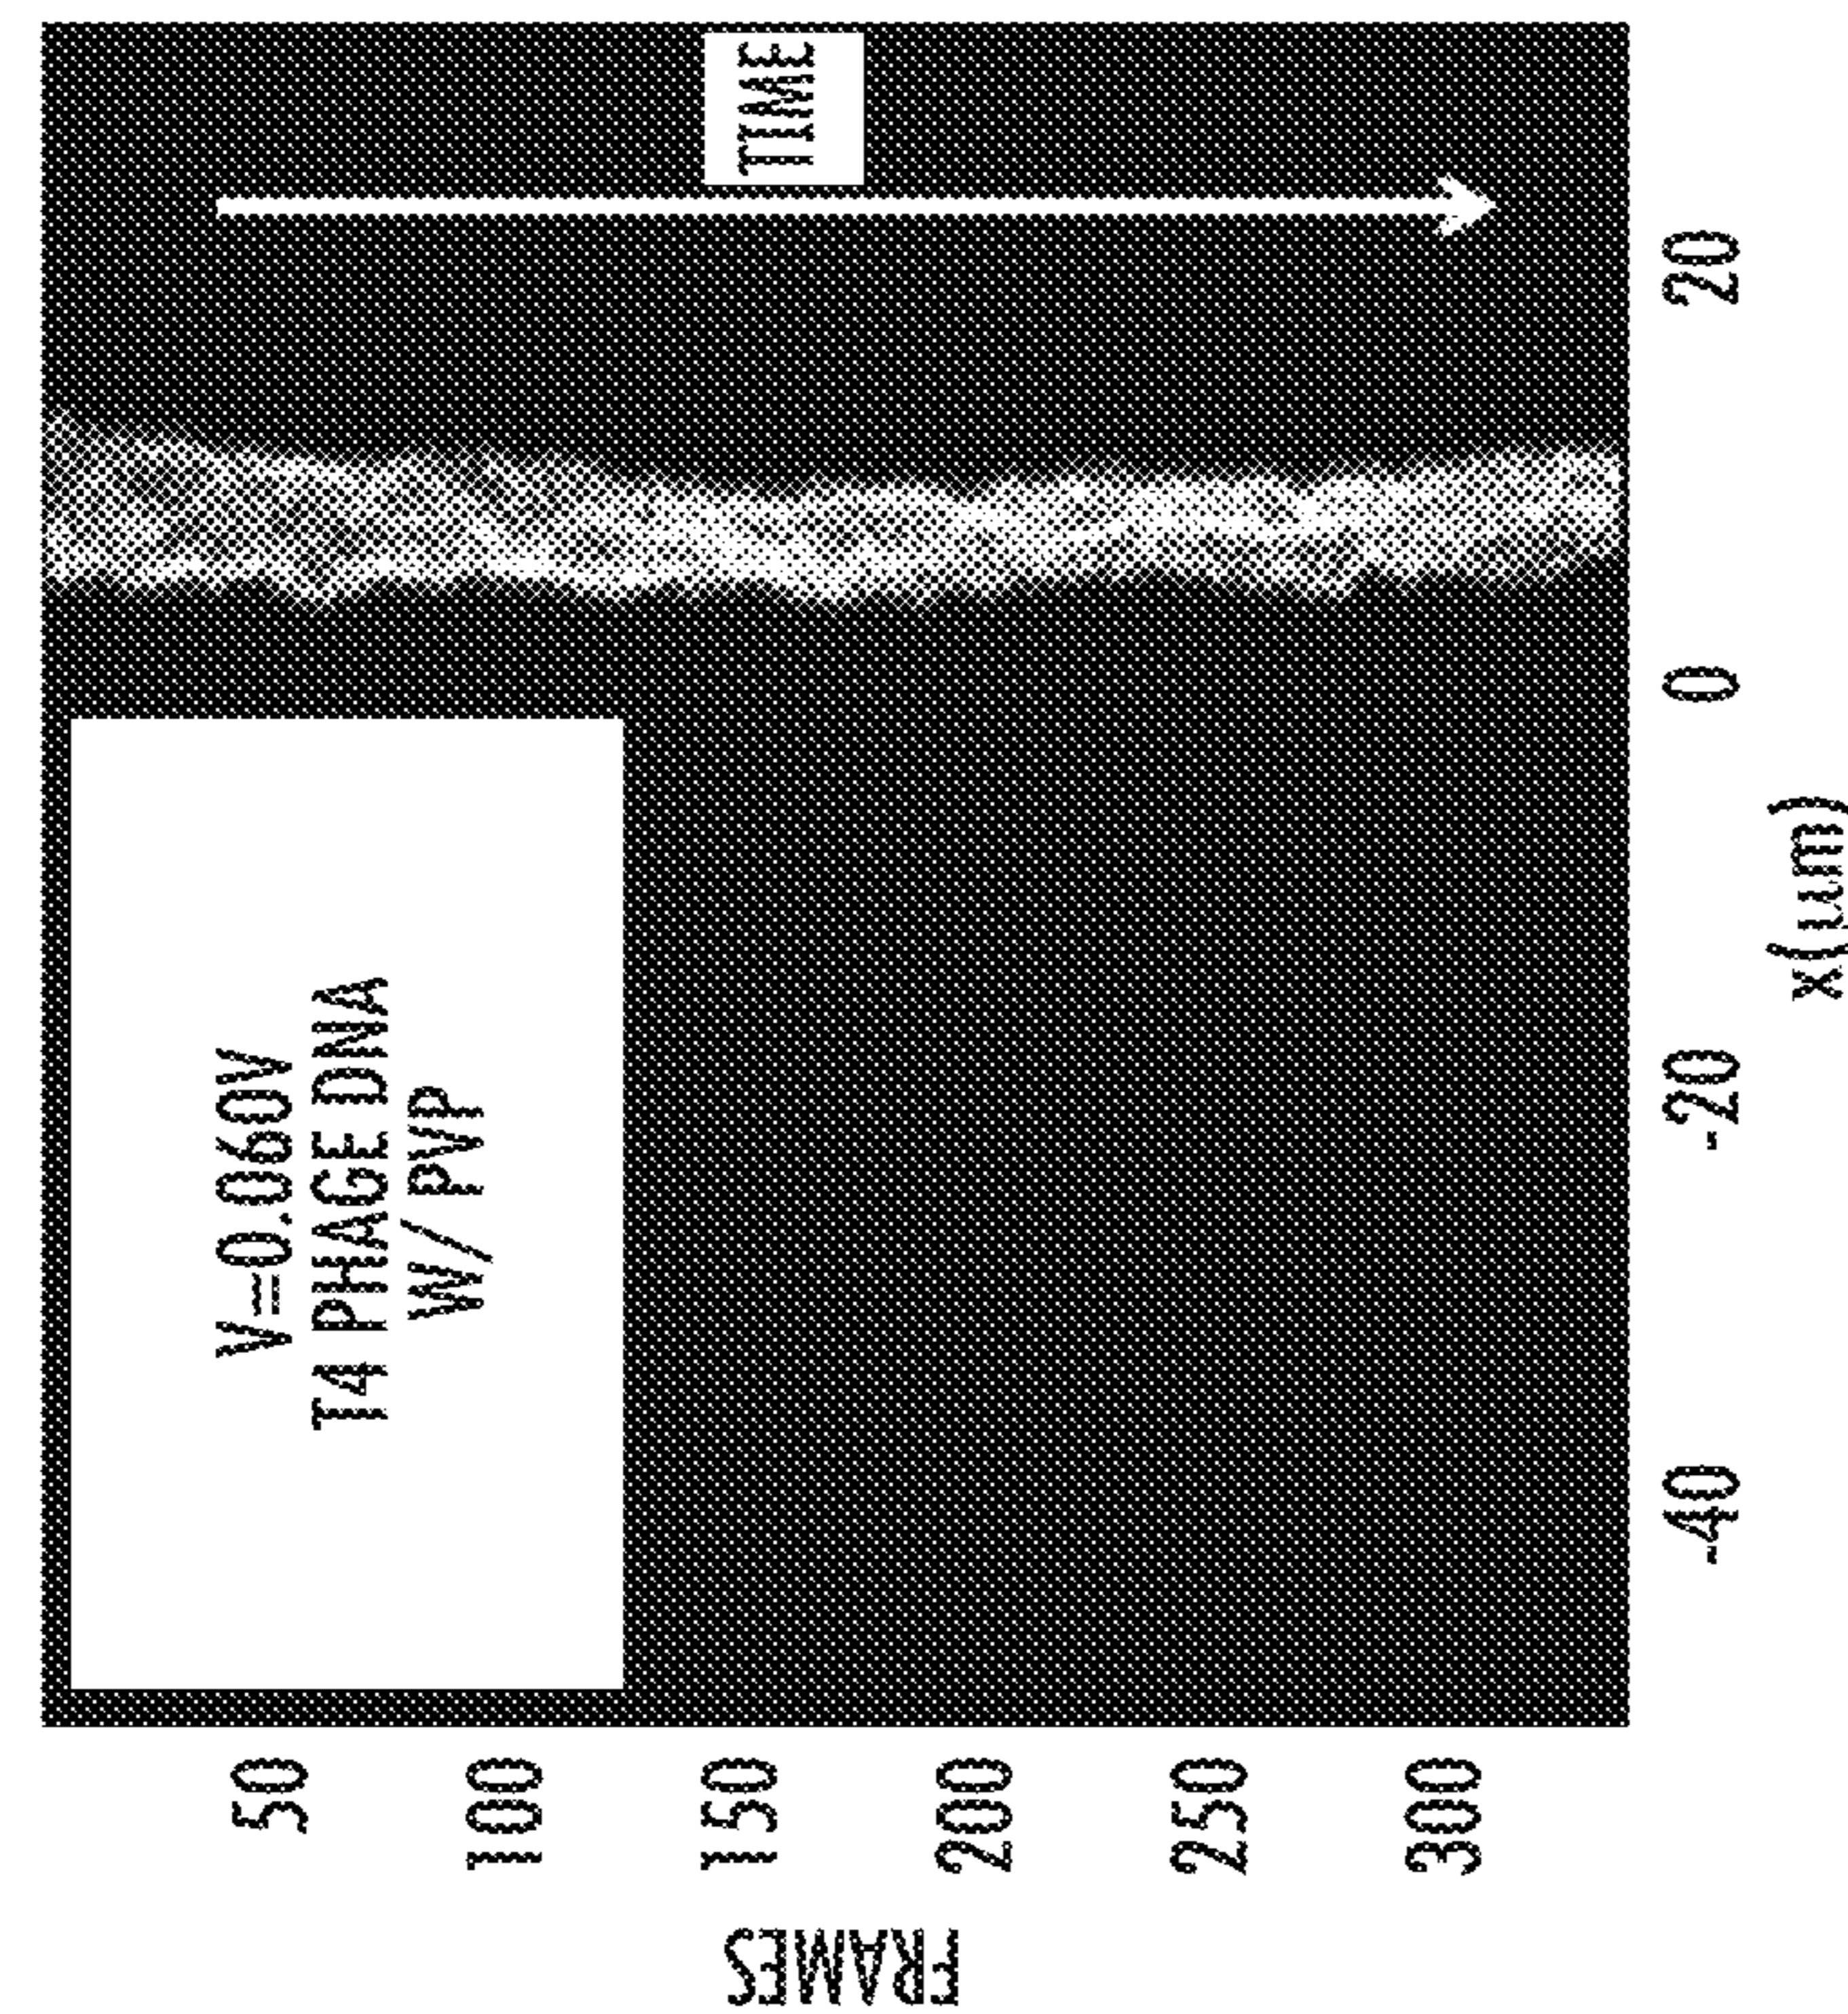 V=0.060V
T4 PHAGE DNA
W/ PVP
TIME
FRAMES
50
100
150
200
250
300
-40 -20 0 20
x(μm)